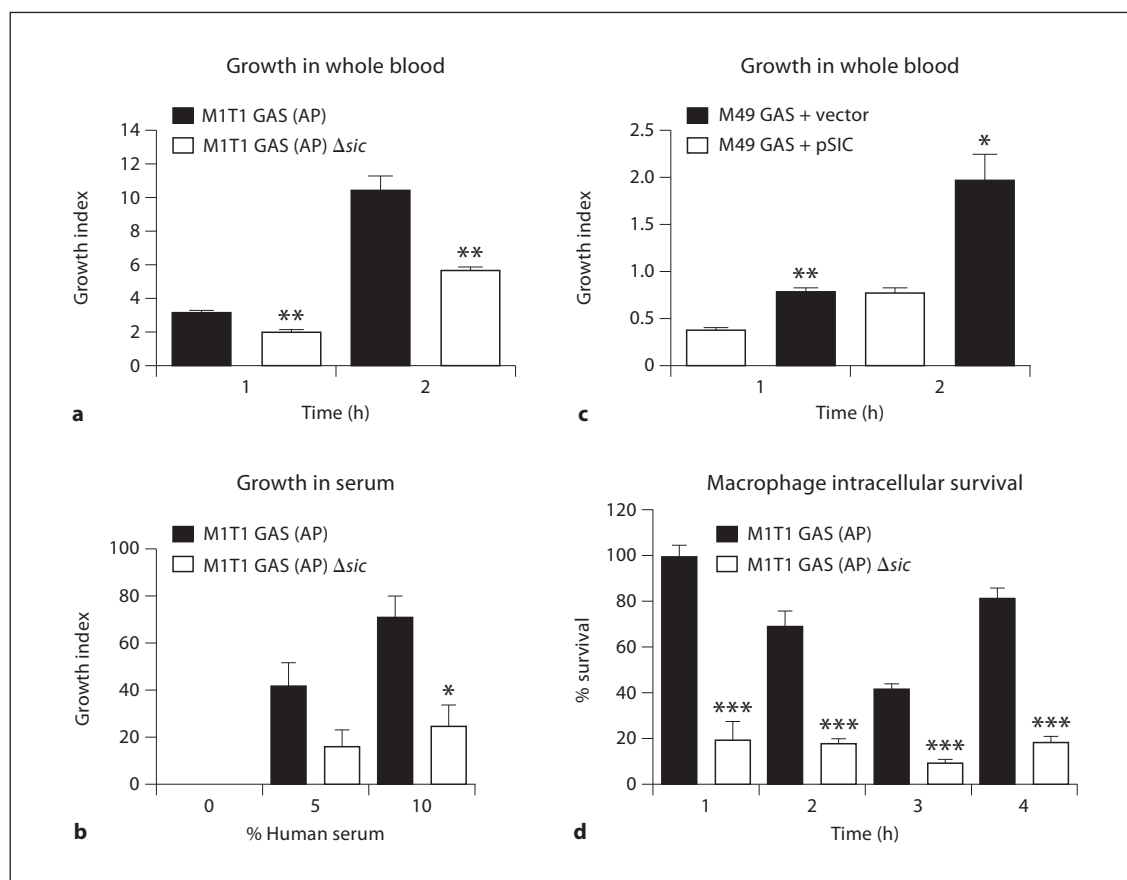 Growth in whole blood
M1T1 GAS (AP)
M1T1 GAS (AP) Δsic
14
12
10
8
6
4
2
0
Growth index
**
**
1 2
Time (h)
a
Growth in whole blood
M49 GAS + vector
M49 GAS + pSIC
2.5
2.0
1.5
1.0
0.5
0
Growth index
**
*
1 2
Time (h)
c
Growth in serum
M1T1 GAS (AP)
M1T1 GAS (AP) Δsic
100
80
60
40
20
0
Growth index
*
0 5 10
% Human serum
b
Macrophage intracellular survival
M1T1 GAS (AP)
M1T1 GAS (AP) Δsic
120
100
80
60
40
20
0
% survival
***
***
***
***
1 2 3 4
Time (h)
d